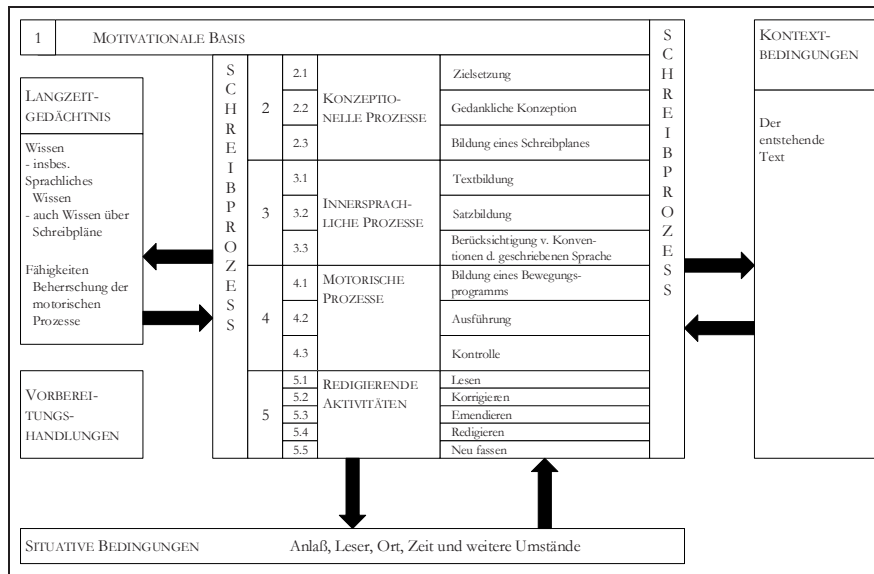 1 MOTIVATIONALE BASIS
SCHREIBPROZESS
SCHREIBPROZESS
KONTEXT-
BEDINGUNGEN
Der
entstehende
Text
LANGZEIT-
GEDÄCHTNIS
Wissen
- insbes.
Sprachliches
Wissen
- auch Wissen über
Schreibpläne
Fähigkeiten
Beherrschung der
motorischen
Prozesse
VORBEREI-
TUNGS-
HANDLUNGEN
2
KONZEPTIO-
NELLE PROZESSE
2.1 Zielsetzung
2.2 Gedankliche Konzeption
2.3 Bildung eines Schreibplanes
3
INNERSPRACH-
LICHE PROZESSE
3.1 Textbildung
3.2 Satzbildung
3.3 Berücksichtigung v. Konven-
tionen d. geschriebenen Sprache
4
MOTORISCHE
PROZESSE
4.1 Bildung eines Bewegungs-
programms
4.2 Ausführung
4.3 Kontrolle
5
REDIGIERENDE
AKTIVITÄTEN
5.1 Lesen
5.2 Korrigieren
5.3 Emendieren
5.4 Redigieren
5.5 Neu fassen
SITUATIVE BEDINGUNGEN Anlaß, Leser, Ort, Zeit und weitere Umstände